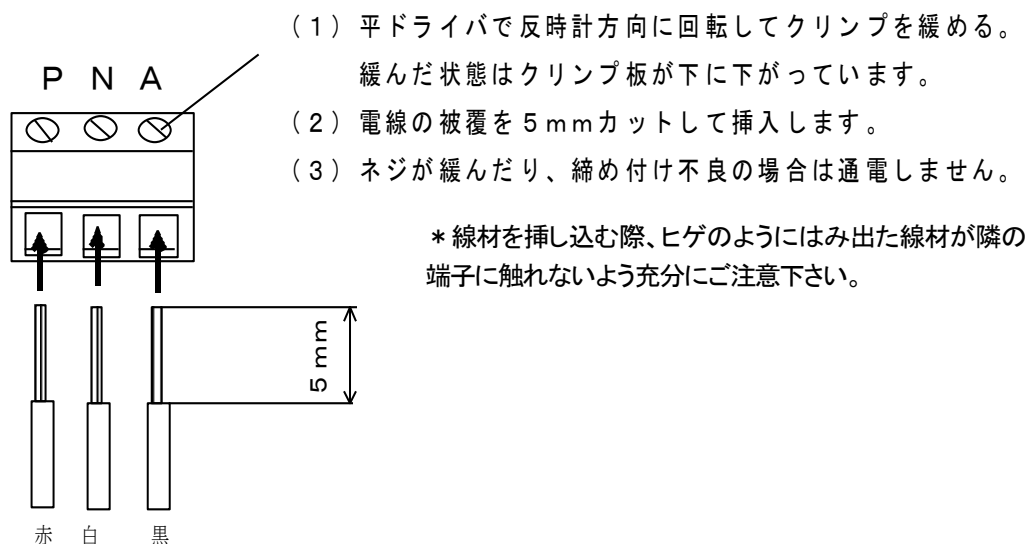 (1) 平ドライバで反時計方向に回転してクリンプを緩める。
緩んだ状態はクリンプ板が下に下がっています。
(2) 電線の被覆を5mmカットして挿入します。
(3) ネジが緩んだり、締め付け不良の場合は通電しません。
*線材を挿し込む際、ヒゲのようにはみ出た線材が隣の
端子に触れないよう充分にご注意下さい。
P N A
5mm
赤 白 黒